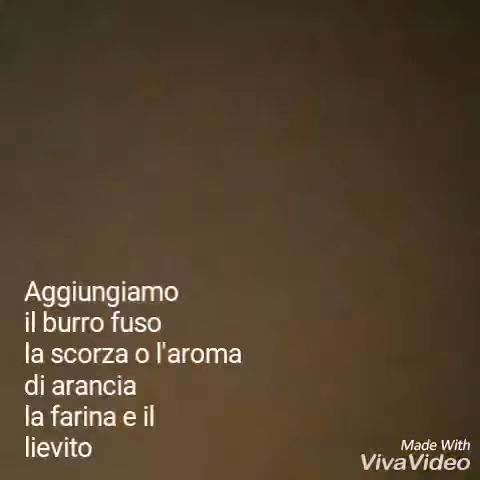 Aggiungiamo
il burro fuso
la scorza o l'aroma
di arancia
la farina e il
lievito
Made With
VivaVideo